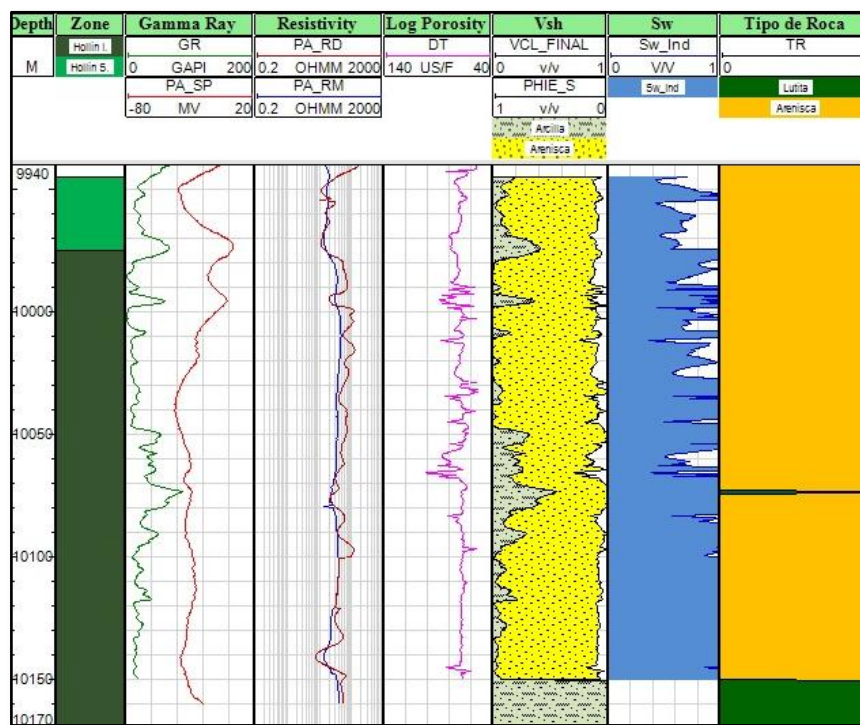 Depth Zone Gamma Ray Resistivity Log Porosity Vsh Sw Tipo de Roca
M
Hollin I.
Hollin S.
GR
0 GAPI 200
PA_SP
-80 MV 20
PA_RD
0.2 OHMM 2000
PA_RM
0.2 OHMM 2000
DT
140 US/F 40
VCL_FINAL
0 v/v 1
PHIE_S
1 v/v 0
Arcilla
Arenisca
Sw_Ind
0 V/V 1
Sw_Ind
TR
0
Lutita
Arenisca
9940
10000
10050
10100
10150
10170